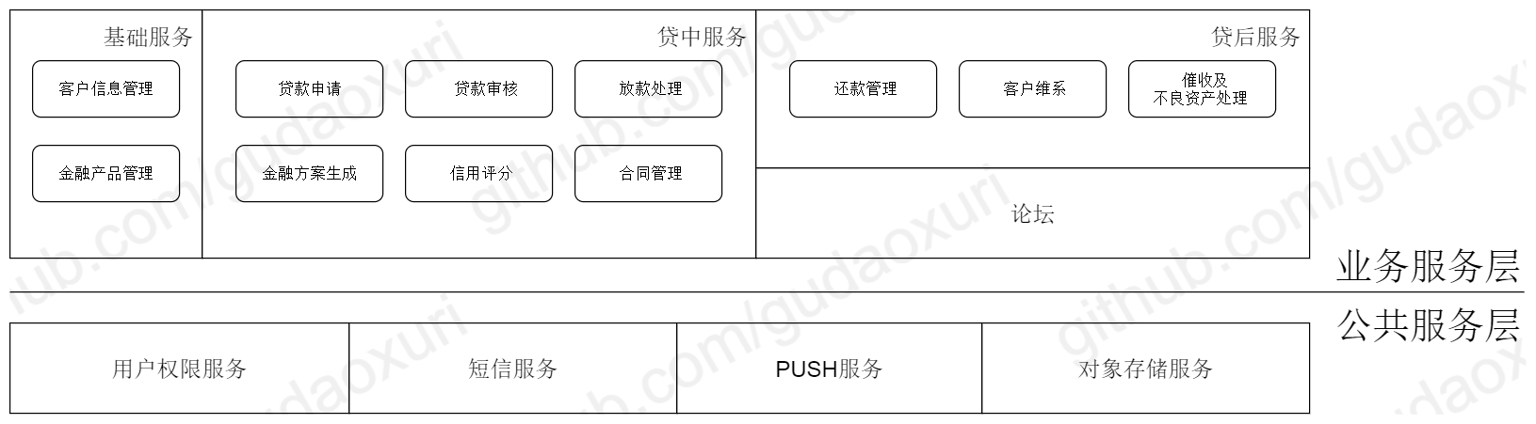 基础服务
客户信息管理
金融产品管理
贷中服务
贷款申请
贷款审核
放款处理
金融方案生成
信用评分
合同管理
贷后服务
还款管理
客户维系
催收及
不良资产处理
论坛
业务服务层
公共服务层
用户权限服务
短信服务
PUSH服务
对象存储服务
github.com/gudaoxuri